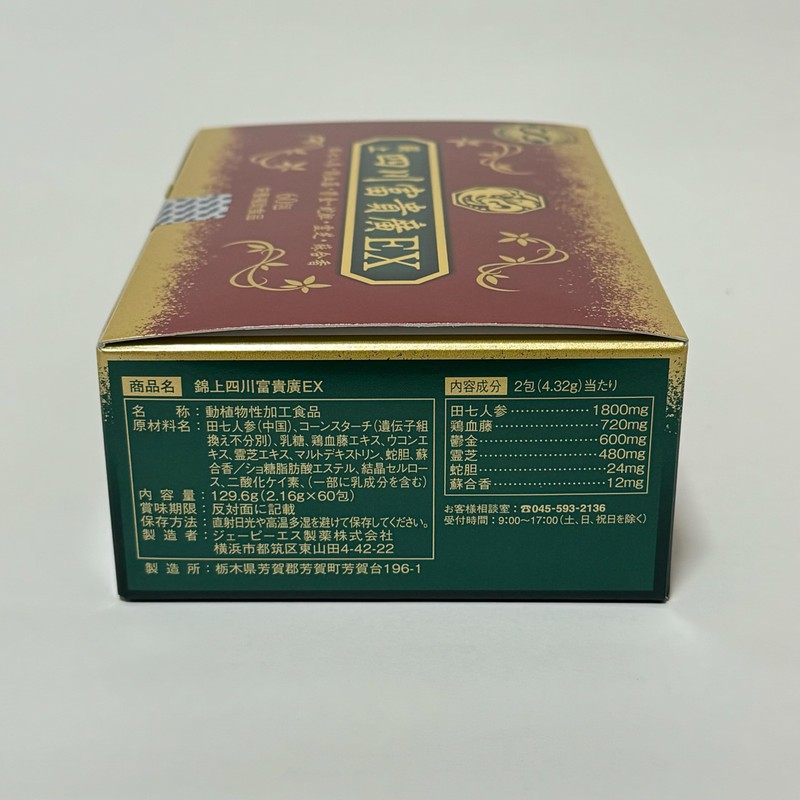 錦上
四川富貴廣EX
60包
栄養補助食品
商品名 錦上四川富貴廣EX
名称：動植物性加工食品
原材料名：田七人参(中国)、コーンスターチ(遺伝子組
換え不分別)、乳糖、鶏血藤エキス、ウコンエ
キス、霊芝エキス、マルトデキストリン、蛇胆、蘇
合香／ショ糖脂肪酸エステル、結晶セルロー
ス、二酸化ケイ素、(一部に乳成分を含む)
内容量：129.6g(2.16g×60包)
賞味期限：反対面に記載
保存方法：直射日光や高温多湿を避けて保存してください。
製造者：ジェーピーエス製薬株式会社
横浜市都筑区東山田4-42-22
製造所：栃木県芳賀郡芳賀町芳賀台196-1
内容成分 2包(4.32g)当たり
田七人参………………1800mg
鶏血藤………………720mg
鬱金………………600mg
霊芝………………480mg
蛇胆………………24mg
蘇合香………………12mg
お客様相談室：☎045-593-2136
受付時間：9:00～17:00(土、日、祝日を除く)